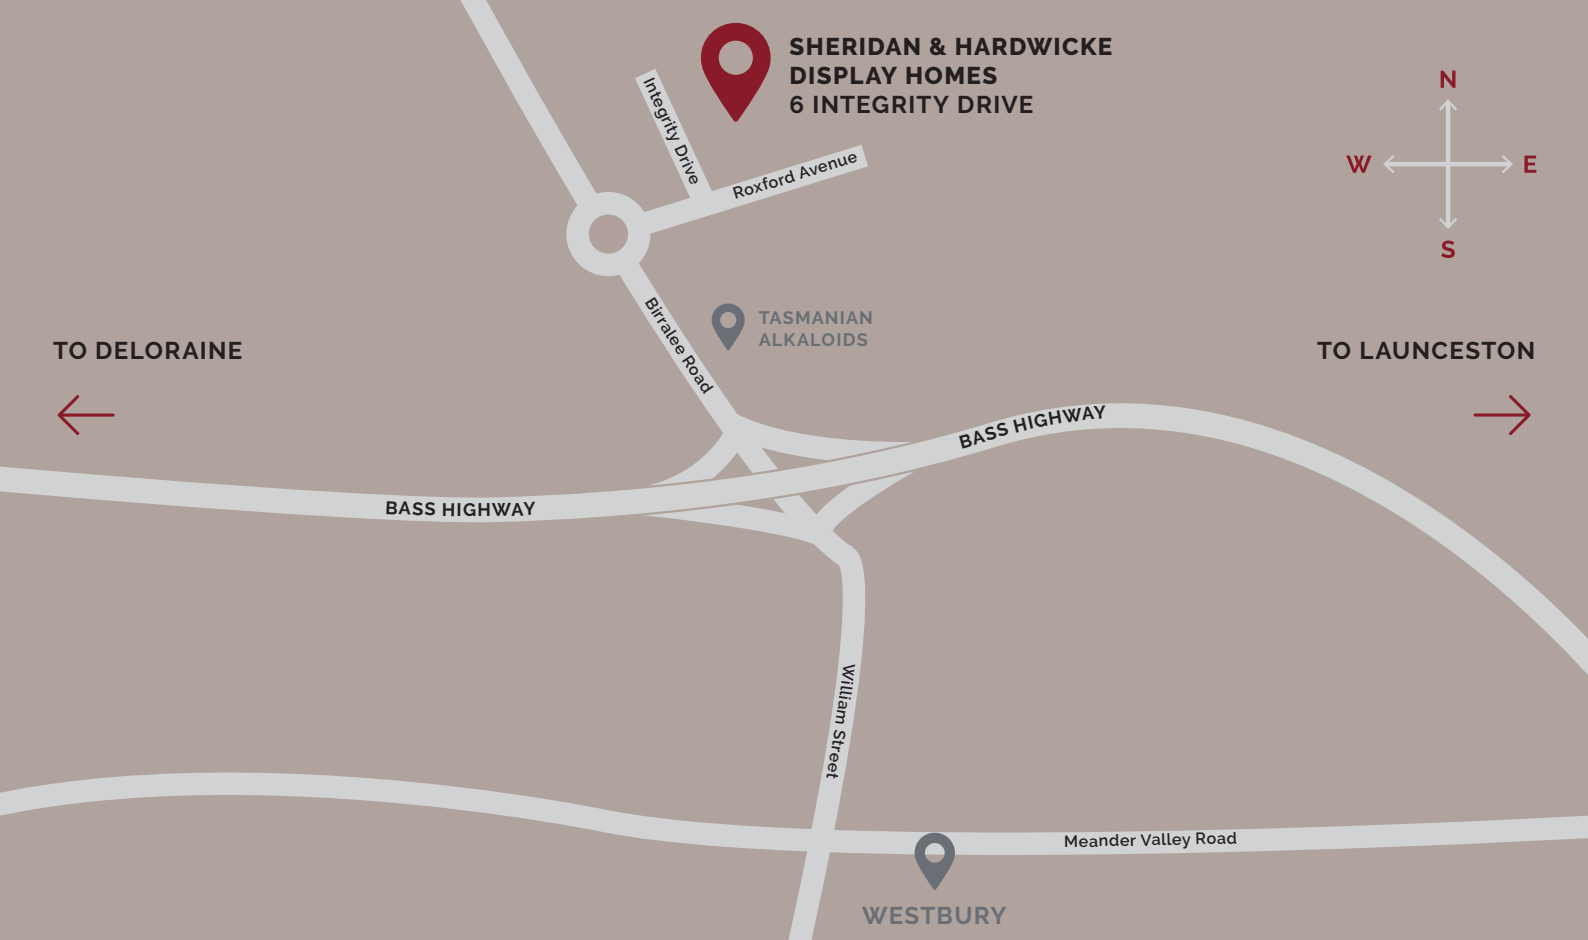 SHERIDAN & HARDWICKE
DISPLAY HOMES
6 INTEGRITY DRIVE
N
W
E
S
Integrity Drive
Roxford Avenue
Birralee Road
TASMANIAN
ALKALOIDS
TO DELORAINE
TO LAUNCESTON
BASS HIGHWAY
BASS HIGHWAY
William Street
Meander Valley Road
WESTBURY